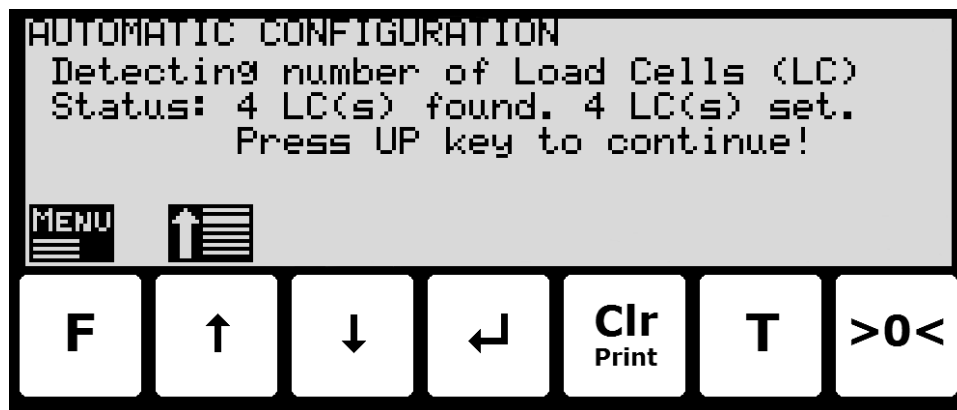 AUTOMATIC CONFIGURATION
Detecting number of Load Cells (LC)
Status: 4 LC(s) found. 4 LC(s) set.
Press UP key to continue!
MENU
F ↑ ↓ ↵ Clr T >0<
Print